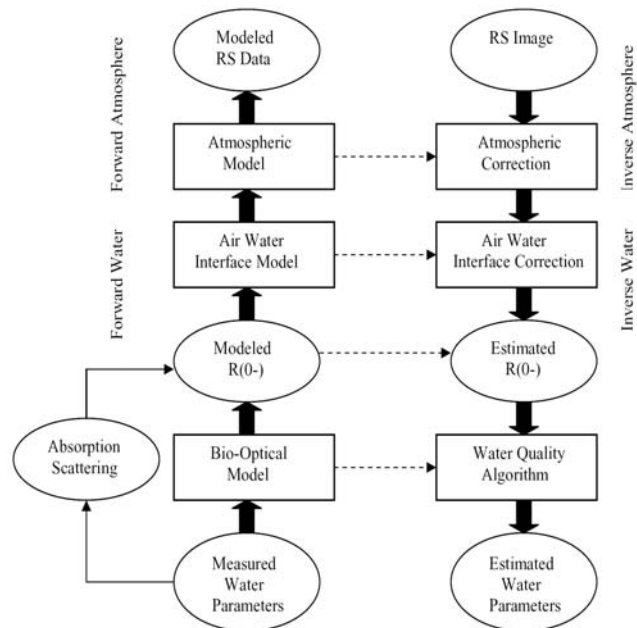 Modeled
RS Data
RS Image
Forward Atmosphere
Inverse Atmosphere
Atmospheric
Model
Atmospheric
Correction
Air Water
Interface Model
Air Water
Interface Correction
Forward Water
Inverse Water
Modeled
R(0-)
Estimated
R(0-)
Absorption
Scattering
Bio-Optical
Model
Water Quality
Algorithm
Measured
Water
Parameters
Estimated
Water
Parameters